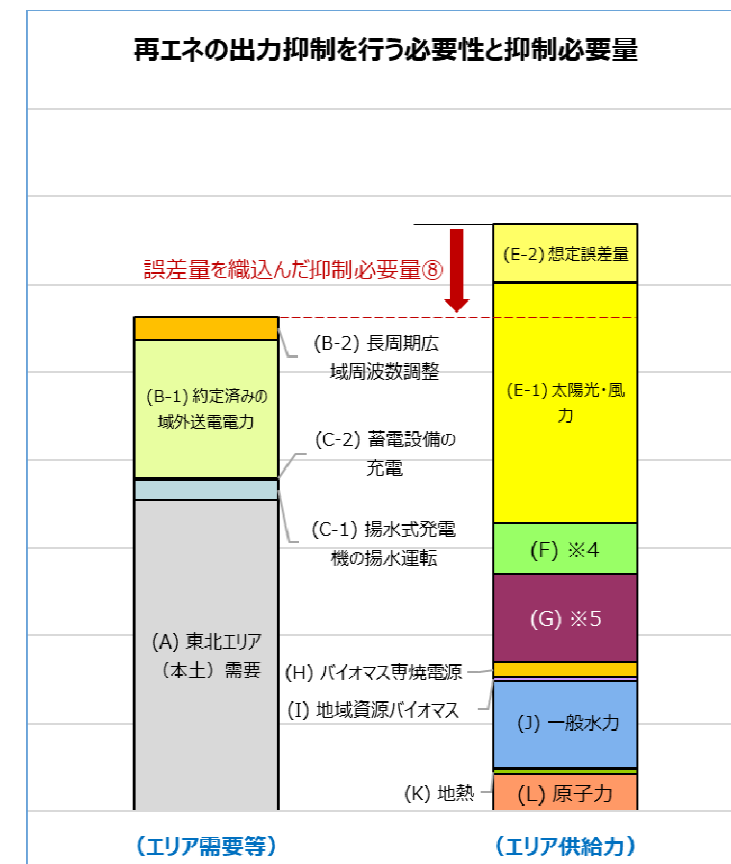 再エネの出力抑制を行う必要性と抑制必要量
(E-2) 想定誤差量
誤差量を織込んだ抑制必要量⑧
(B-2) 長周期広
域周波数調整
(B-1) 約定済みの
域外送電電力
(E-1) 太陽光・風
力
(C-2) 蓄電設備の
充電
(C-1) 揚水式発電
機の揚水運転
(F) ※4
(G) ※5
(A) 東北エリア
（本土）需要
(H) バイオマス専焼電源
(I) 地域資源バイオマス
(J) 一般水力
(K) 地熱
(L) 原子力
（エリア需要等）
（エリア供給力）